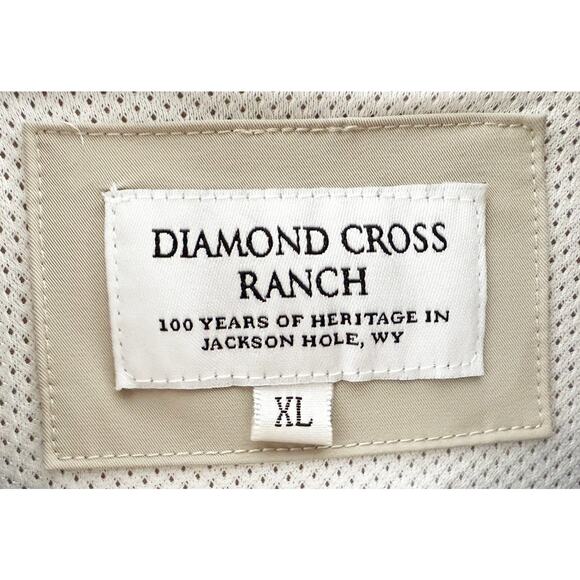 DIAMOND CROSS
RANCH
100 YEARS OF HERITAGE IN
JACKSON HOLE, WY
XL